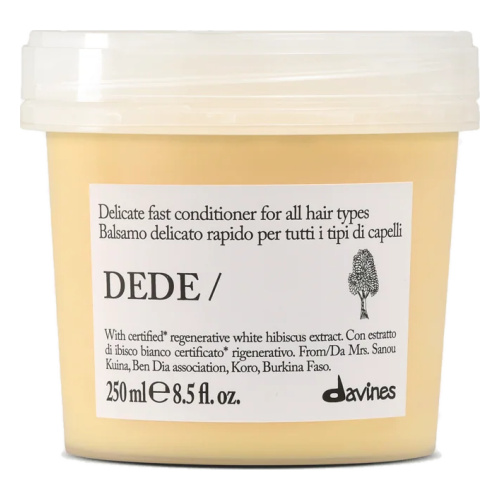 Delicate fast conditioner for all hair types
Balsamo delicato rapido per tutti i tipi di capelli
DEDE /
With certified* regenerative white hibiscus extract. Con estratto
di ibisco bianco certificato* rigenerativo. From/Da Mrs. Sanou
Kuina, Ben Dia association, Koro, Burkina Faso.
250 ml ℮ 8.5 fl. oz.
davines